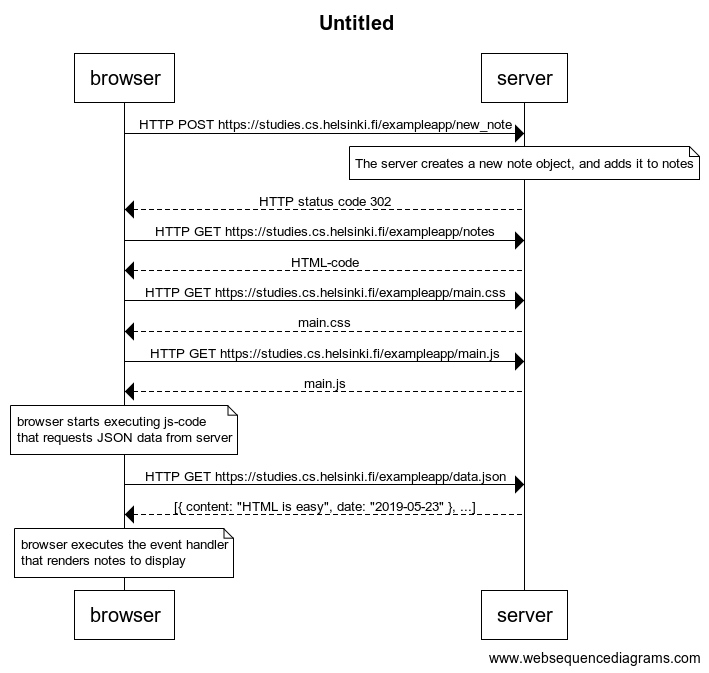 Untitled
browser
server
HTTP POST https://studies.cs.helsinki.fi/exampleapp/new_note
The server creates a new note object, and adds it to notes
HTTP status code 302
HTTP GET https://studies.cs.helsinki.fi/exampleapp/notes
HTML-code
HTTP GET https://studies.cs.helsinki.fi/exampleapp/main.css
main.css
HTTP GET https://studies.cs.helsinki.fi/exampleapp/main.js
main.js
browser starts executing js-code
that requests JSON data from server
HTTP GET https://studies.cs.helsinki.fi/exampleapp/data.json
[{ content: "HTML is easy", date: "2019-05-23" }, ...]
browser executes the event handler
that renders notes to display
browser
server
www.websequencediagrams.com